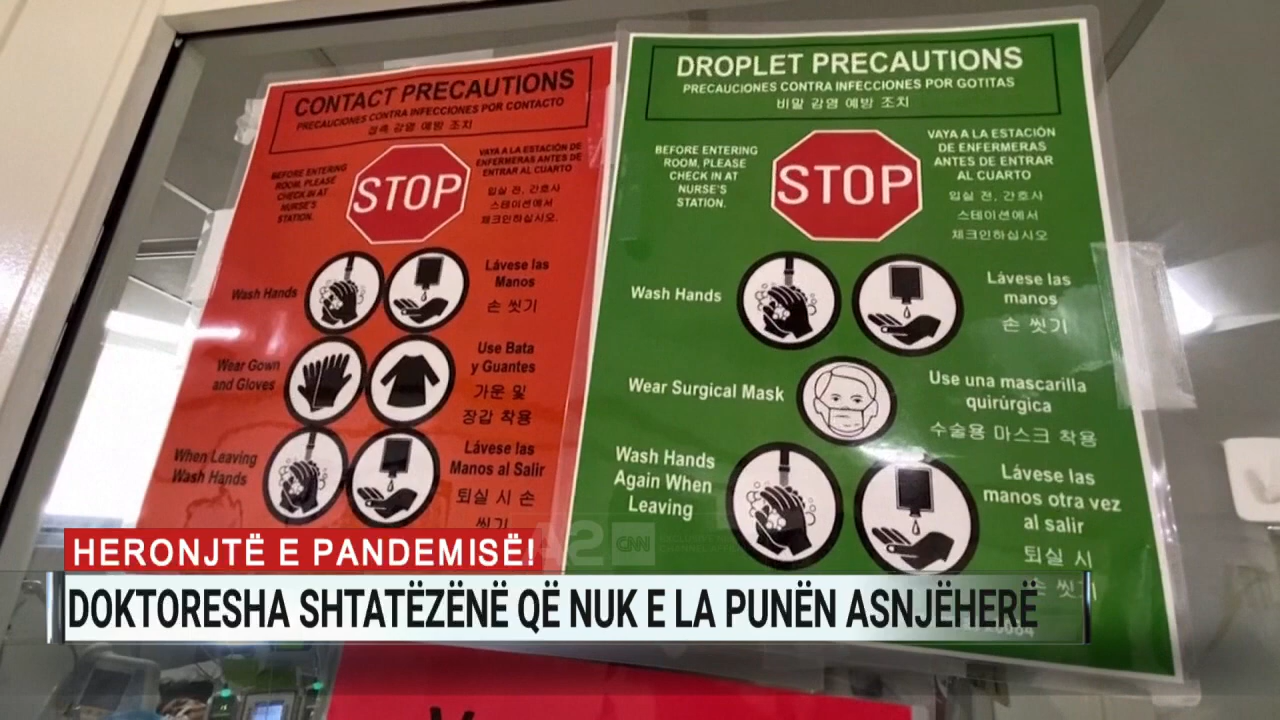 CONTACT PRECAUTIONS
PRECAUCIONES CONTRA INFECCIONES POR CONTACTO
접촉 감염 예방 조치
BEFORE ENTERING
ROOM, PLEASE
CHECK IN AT
NURSE'S
STATION.
STOP
VAYA A LA ESTACIÓN DE
ENFERMERAS ANTES DE
ENTRAR AL CUARTO
입실 전, 간호사
스테이션에서
체크인하십시오.
Wash Hands
Lávese las
Manos
손 씻기
Wear Gown
and Gloves
Use Bata
y Guantes
가운 및
장갑 착용
When Leaving
Wash Hands
Lávese las
Manos al Salir
퇴실 시 손
씻기
DROPLET PRECAUTIONS
PRECAUCIONES CONTRA INFECCIONES POR GOTITAS
비말 감염 예방 조치
BEFORE ENTERING
ROOM, PLEASE
CHECK IN AT
NURSE'S
STATION.
STOP
VAYA A LA ESTACIÓN
DE ENFERMERAS
ANTES DE ENTRAR
AL CUARTO
입실 전, 간호사
스테이션에서
체크인하십시오
Wash Hands
Lávese las
manos
손 씻기
Wear Surgical Mask
Use una mascarilla
quirúrgica
수술용 마스크 착용
Wash Hands
Again When
Leaving
Lávese las
manos otra vez
al salir
퇴실 시
손 씻기
A2 CNN
HERONJTË E PANDEMISË!
DOKTORESHA SHTATËZËNË QË NUK E LA PUNËN ASNJËHERË